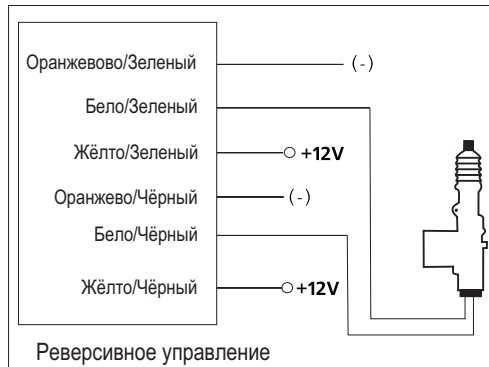 Оранжевово/Зеленый (-)
Бело/Зеленый
Жёлто/Зеленый +12V
Оранжево/Чёрный (-)
Бело/Чёрный
Жёлто/Чёрный +12V
Реверсивное управление